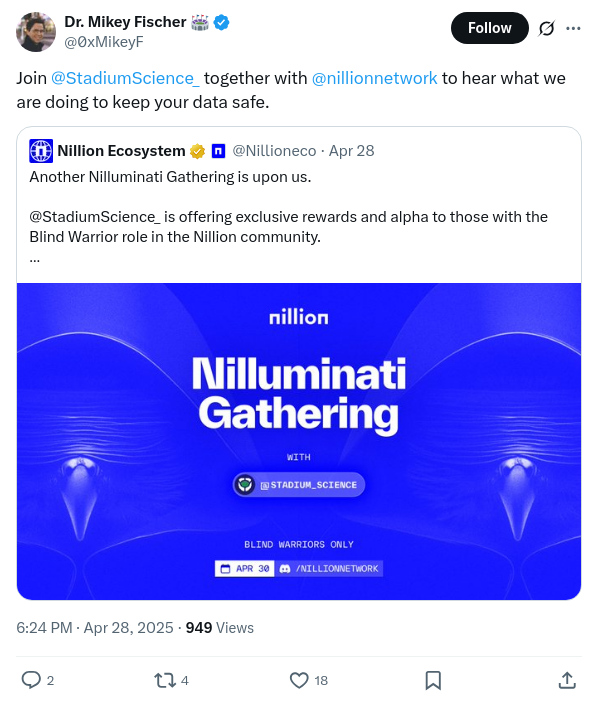 Dr. Mikey Fischer
@0xMikeyF
Follow
Join @StadiumScience_ together with @nillionnetwork to hear what we
are doing to keep your data safe.
Nillion Ecosystem @Nillioneco · Apr 28
Another Nilluminati Gathering is upon us.
@StadiumScience_ is offering exclusive rewards and alpha to those with the
Blind Warrior role in the Nillion community.
...
nillion
Nilluminati
Gathering
WITH
@STADIUM_SCIENCE
BLIND WARRIORS ONLY
APR 30 /NILLIONNETWORK
6:24 PM · Apr 28, 2025 · 949 Views
2 4 18